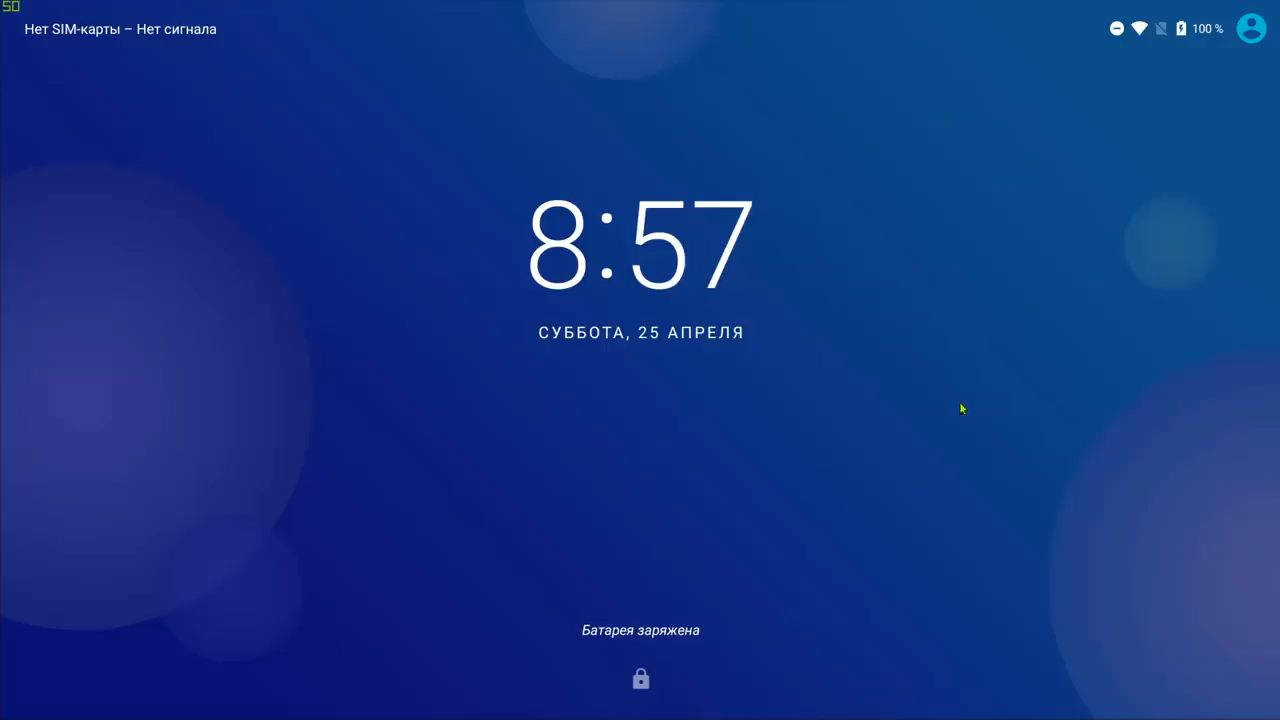 50
Нет SIM-карты – Нет сигнала
100 %
8:57
СУББОТА, 25 АПРЕЛЯ
Батарея заряжена